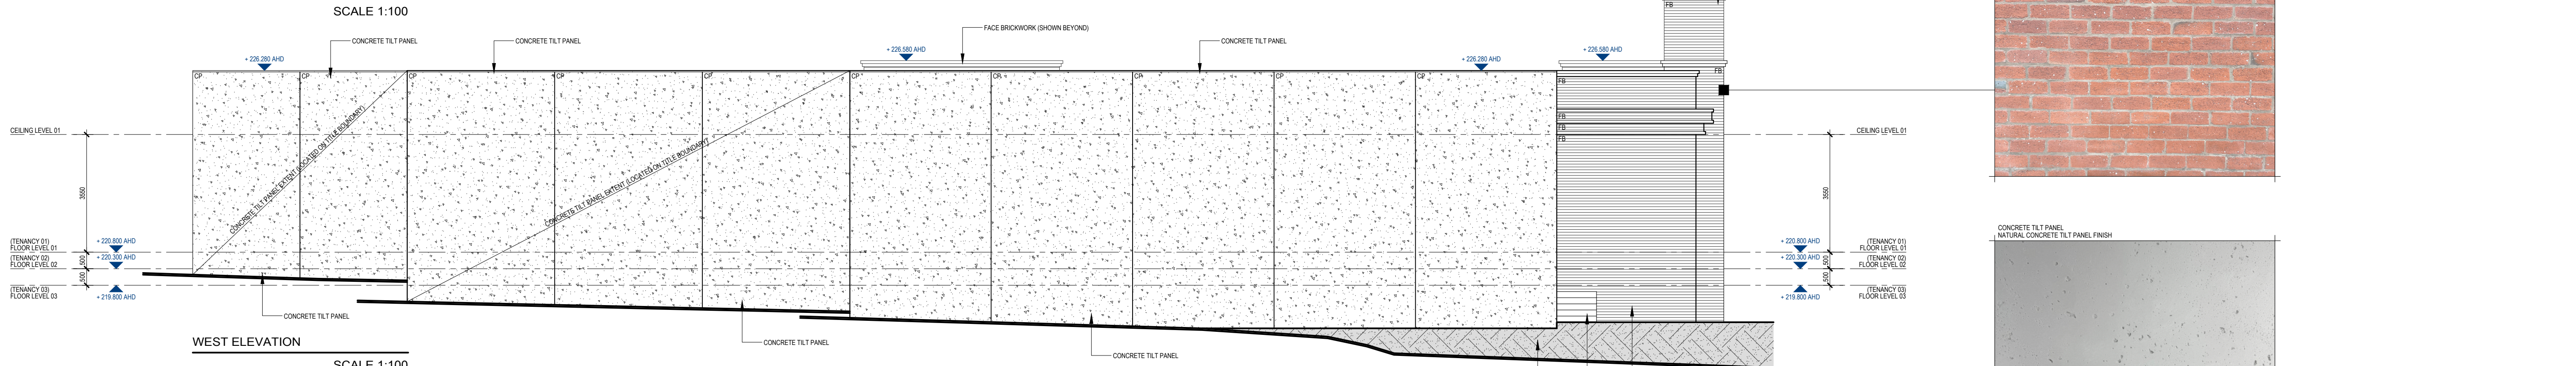 SCALE 1:100
FB
FACE BRICKWORK (SHOWN BEYOND)
CONCRETE TILT PANEL
CONCRETE TILT PANEL
CONCRETE TILT PANEL
+ 226.580 AHD
+ 226.580 AHD
+ 226.280 AHD
+ 226.280 AHD
CP
CP
CP
CP
CP
CP
CP
CP
CP
CP
FB
FB
FB
FB
FB
CONCRETE TILT PANEL EXTENT (LOCATED ON TITLE BOUNDARY)
CONCRETE TILT PANEL EXTENT (LOCATED ON TITLE BOUNDARY)
CEILING LEVEL 01
CEILING LEVEL 01
3550
3550
(TENANCY 01)
FLOOR LEVEL 01
+ 220.800 AHD
(TENANCY 02)
FLOOR LEVEL 02
+ 220.300 AHD
500
500
(TENANCY 03)
FLOOR LEVEL 03
+ 219.800 AHD
+ 220.800 AHD
(TENANCY 01)
FLOOR LEVEL 01
+ 220.300 AHD
(TENANCY 02)
FLOOR LEVEL 02
500
500
+ 219.800 AHD
(TENANCY 03)
FLOOR LEVEL 03
CONCRETE TILT PANEL
NATURAL CONCRETE TILT PANEL FINISH
CONCRETE TILT PANEL
CONCRETE TILT PANEL
CONCRETE TILT PANEL
WEST ELEVATION
SCALE 1:100